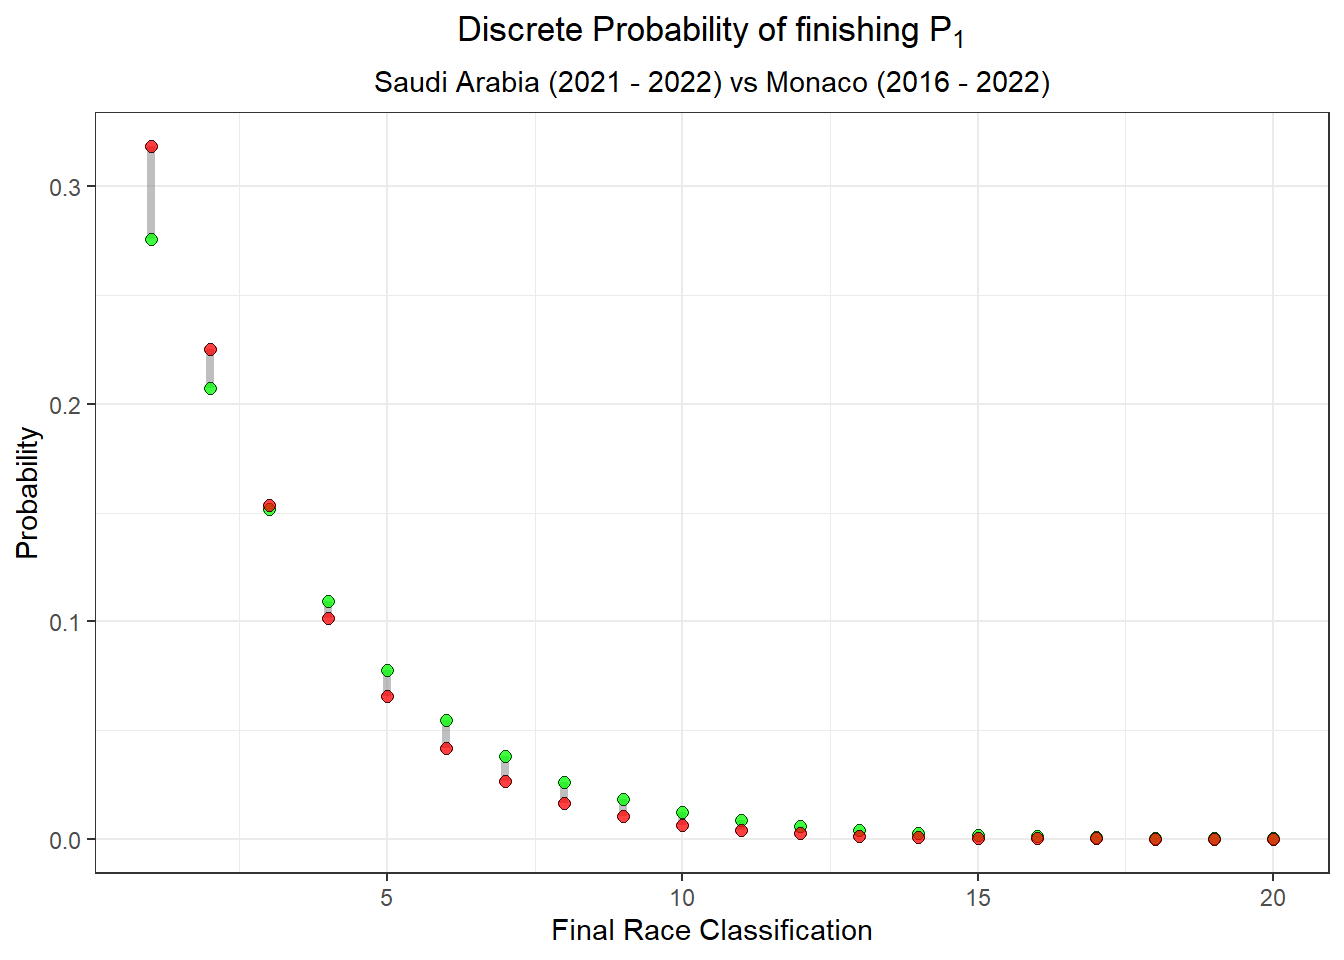 Discrete Probability of finishing P₁
Saudi Arabia (2021 - 2022) vs Monaco (2016 - 2022)
Probability
0.3
0.2
0.1
0.0
5 10 15 20
Final Race Classification